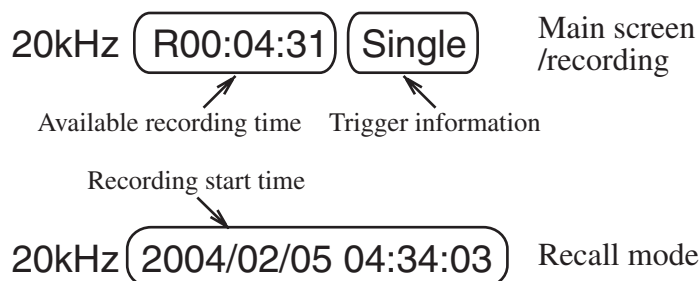 20kHz R00:04:31 Single Main screen
/recording
Available recording time Trigger information
Recording start time
20kHz 2004/02/05 04:34:03 Recall mode